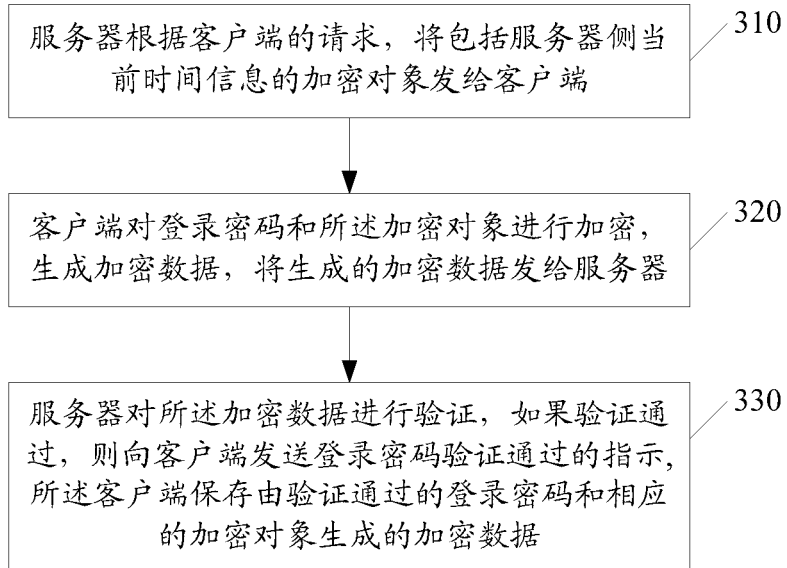 服务器根据客户端的请求，将包括服务器侧当
前时间信息的加密对象发给客户端
310
客户端对登录密码和所述加密对象进行加密，
生成加密数据，将生成的加密数据发给服务器
320
服务器对所述加密数据进行验证，如果验证通
过，则向客户端发送登录密码验证通过的指示，
所述客户端保存由验证通过的登录密码和相应
的加密对象生成的加密数据
330